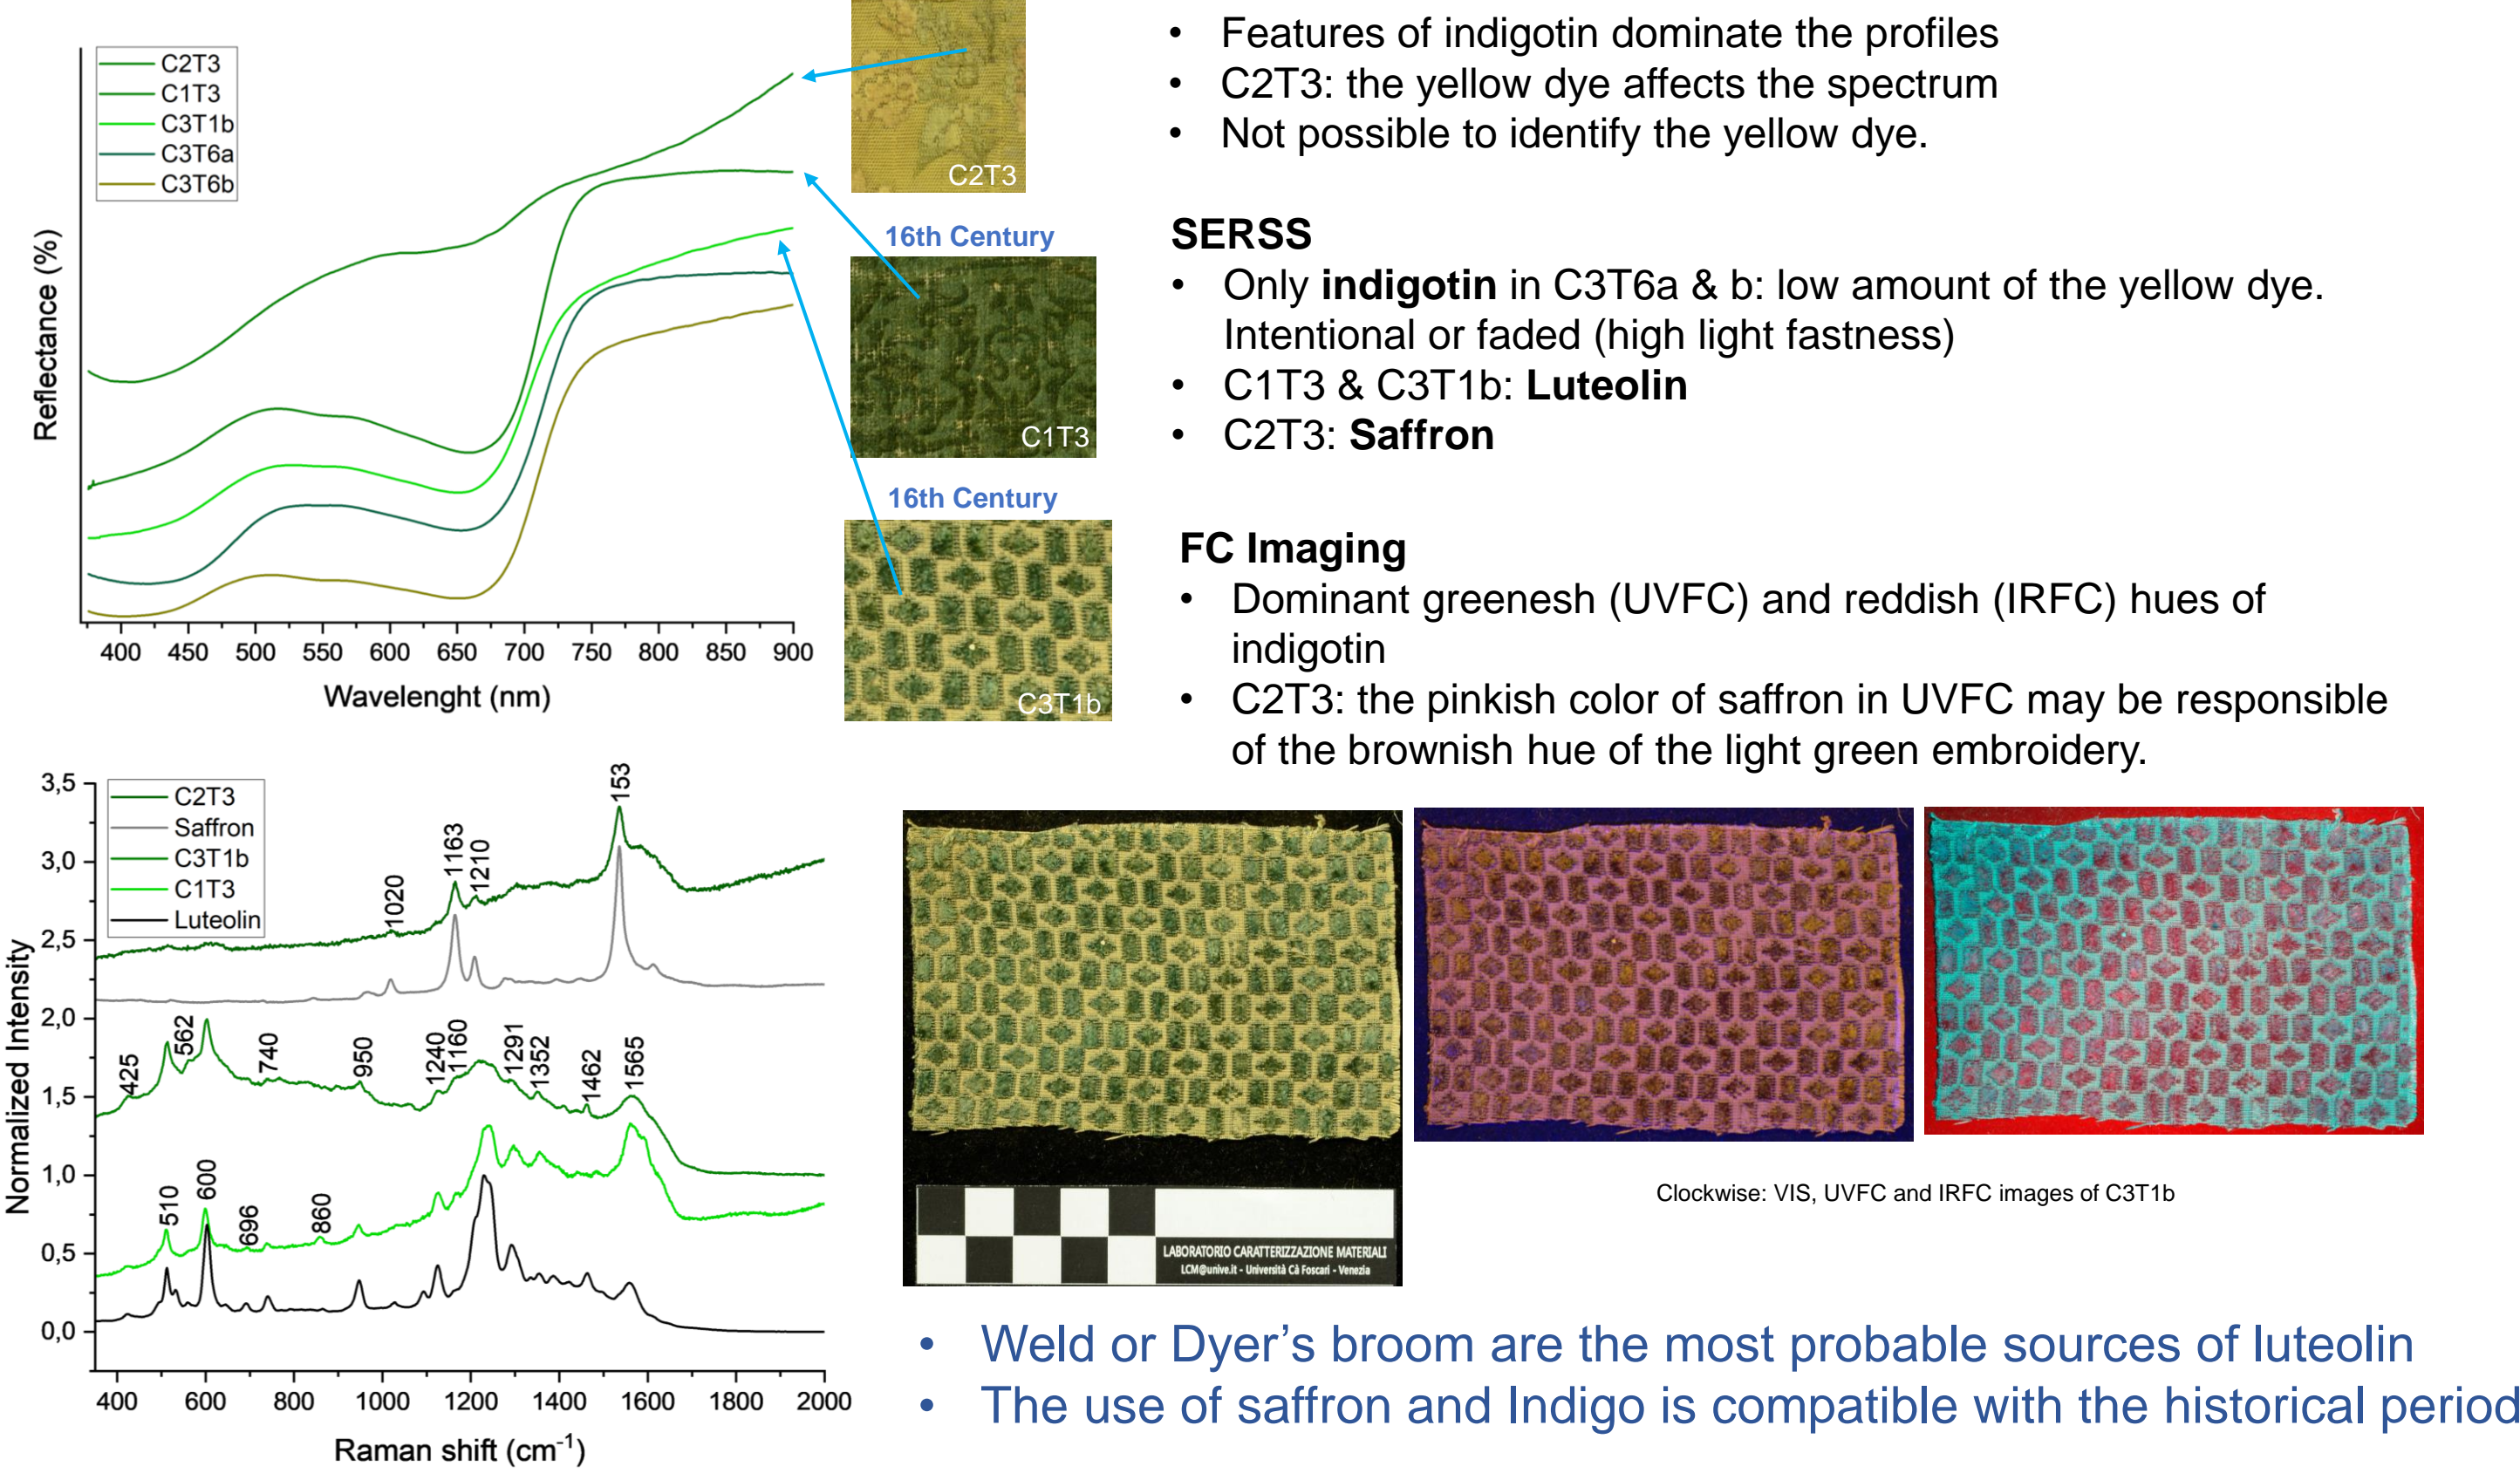 C2T3
C1T3
C3T1b
C3T6a
C3T6b
Reflectance (%)
400 450 500 550 600 650 700 750 800 850 900
Wavelenght (nm)
C2T3
16th Century
C1T3
16th Century
C3T1b
• Features of indigotin dominate the profiles
• C2T3: the yellow dye affects the spectrum
• Not possible to identify the yellow dye.
SERSS
• Only indigotin in C3T6a & b: low amount of the yellow dye.
Intentional or faded (high light fastness)
• C1T3 & C3T1b: Luteolin
• C2T3: Saffron
FC Imaging
• Dominant greenesh (UVFC) and reddish (IRFC) hues of
indigotin
• C2T3: the pinkish color of saffron in UVFC may be responsible
of the brownish hue of the light green embroidery.
C2T3
Saffron
C3T1b
C1T3
Luteolin
Normalized Intensity
3,5
3,0
2,5
2,0
1,5
1,0
0,5
0,0
1020 1163 1210 153
425 562 740 950 1240 1160 1291 1352 1462 1565
510 600 696 860
400 600 800 1000 1200 1400 1600 1800 2000
Raman shift (cm-1)
LABORATORIO CARATTERIZZAZIONE MATERIALI
LCM@unive.it - Università Cà Foscari - Venezia
Clockwise: VIS, UVFC and IRFC images of C3T1b
• Weld or Dyer's broom are the most probable sources of luteolin
• The use of saffron and Indigo is compatible with the historical period